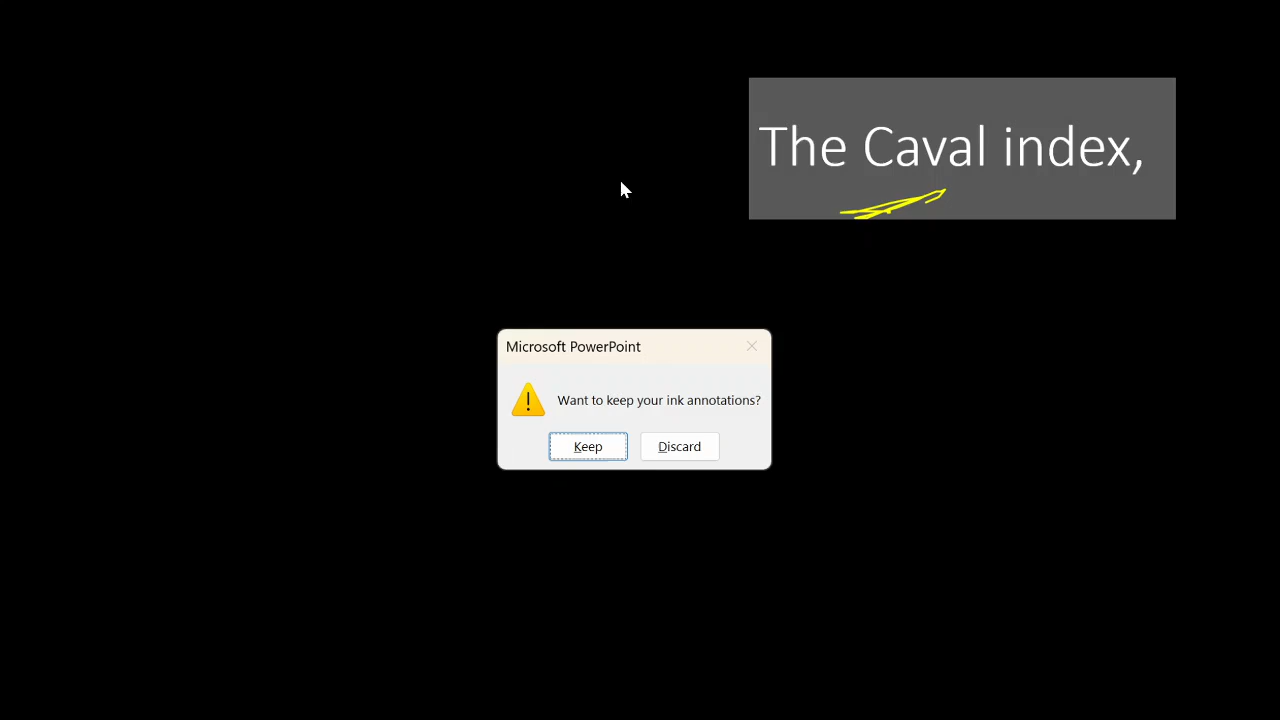 The Caval index,
Microsoft PowerPoint
Want to keep your ink annotations?
Keep
Discard